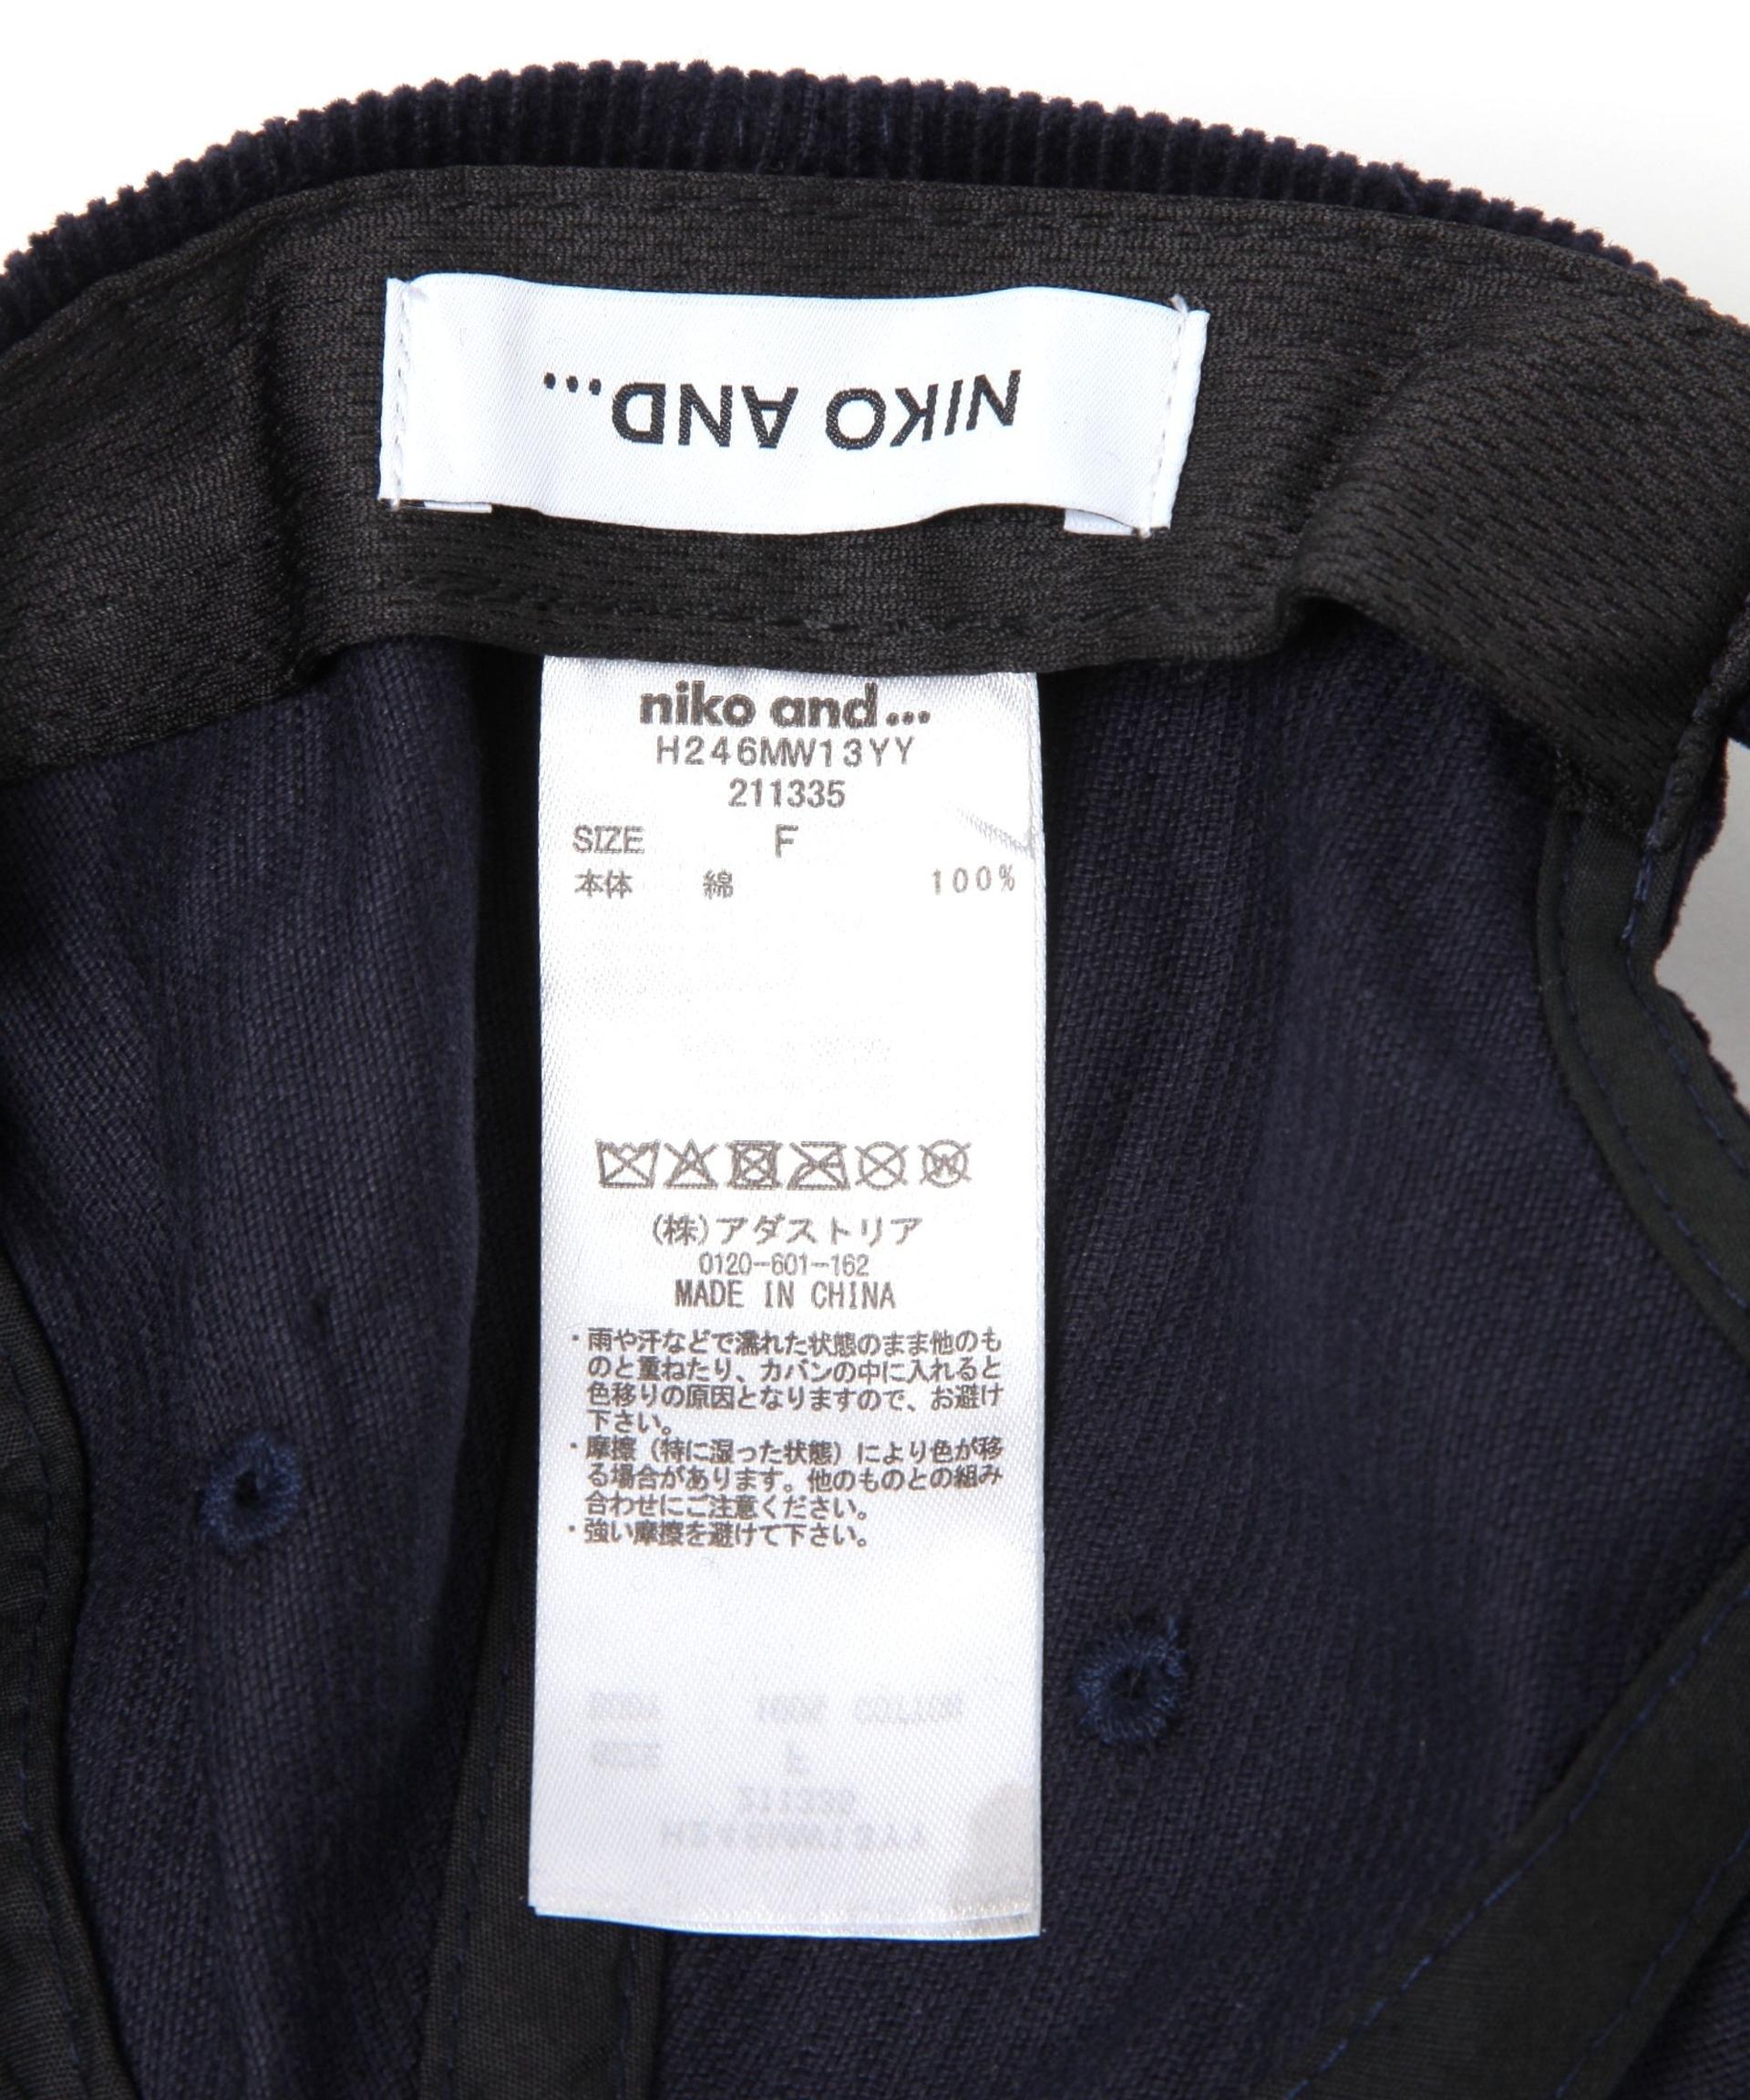 NIKO AND...
niko and...
H246MW13YY
211335
SIZE F
本体 綿 100%
W
(株)アダストリア
0120-601-162
MADE IN CHINA
・雨や汗などで濡れた状態のまま他のも
のと重ねたり、カバンの中に入れると
色移りの原因となりますので、お避け
下さい。
・摩擦（特に湿った状態）により色が移
る場合があります。他のものとの組み
合わせにご注意ください。
・強い摩擦を避けて下さい。
BODY 100% COTTON
SIZE F
211335
H246MW13YY